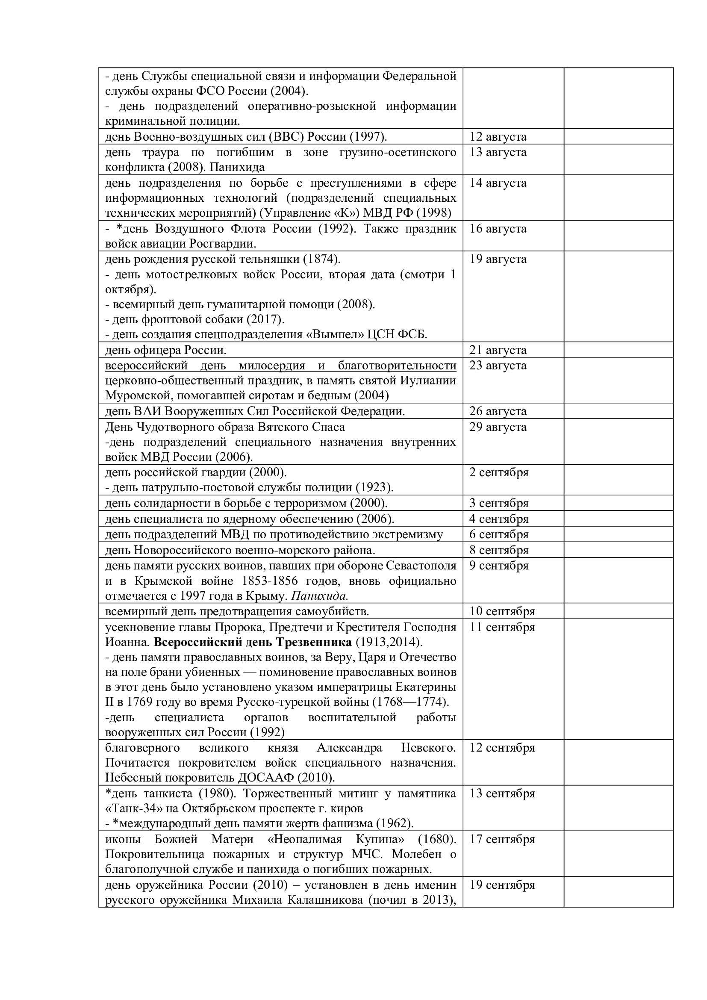 - день Службы специальной связи и информации Федеральной
службы охраны ФСО России (2004).
- день подразделений оперативно-розыскной информации
криминальной полиции.
день Военно-воздушных сил (ВВС) России (1997).
12 августа
день траура по погибшим в зоне грузино-осетинского
13 августа
конфликта (2008). Панихида
день подразделения по борьбе с преступлениями в сфере
14 августа
информационных технологий (подразделений специальных
технических мероприятий) (Управление «К») МВД РФ (1998)
- *день Воздушного Флота России (1992). Также праздник
16 августа
войск авиации Росгвардии.
день рождения русской тельняшки (1874).
19 августа
- день мотострелковых войск России, вторая дата (смотри 1
октября).
- всемирный день гуманитарной помощи (2008).
- день фронтовой собаки (2017).
- день создания спецподразделения «Вымпел» ЦСН ФСБ.
день офицера России.
21 августа
всероссийский день милосердия и благотворительности
23 августа
церковно-общественный праздник, в память святой Иулиании
Муромской, помогавшей сиротам и бедным (2004)
день ВАИ Вооруженных Сил Российской Федерации.
26 августа
День Чудотворного образа Вятского Спаса
29 августа
-день подразделений специального назначения внутренних
войск МВД России (2006).
день российской гвардии (2000).
2 сентября
- день патрульно-постовой службы полиции (1923).
день солидарности в борьбе с терроризмом (2000).
3 сентября
день специалиста по ядерному обеспечению (2006).
4 сентября
день подразделений МВД по противодействию экстремизму
6 сентября
день Новороссийского военно-морского района.
8 сентября
день памяти русских воинов, павших при обороне Севастополя
9 сентября
и в Крымской войне 1853-1856 годов, вновь официально
отмечается с 1997 года в Крыму. Панихида.
всемирный день предотвращения самоубийств.
10 сентября
усекновение главы Пророка, Предтечи и Крестителя Господня
11 сентября
Иоанна. Всероссийский день Трезвенника (1913,2014).
- день памяти православных воинов, за Веру, Царя и Отечество
на поле брани убиенных — поминовение православных воинов
в этот день было установлено указом императрицы Екатерины
II в 1769 году во время Русско-турецкой войны (1768—1774).
-день специалиста органов воспитательной работы
вооруженных сил России (1992)
благоверного великого князя Александра Невского.
12 сентября
Почитается покровителем войск специального назначения.
Небесный покровитель ДОСААФ (2010).
*день танкиста (1980). Торжественный митинг у памятника
13 сентября
«Танк-34» на Октябрьском проспекте г. киров
- *международный день памяти жертв фашизма (1962).
иконы Божией Матери «Неопалимая Купина» (1680).
17 сентября
Покровительница пожарных и структур МЧС. Молебен о
благополучной службе и панихида о погибших пожарных.
день оружейника России (2010) – установлен в день именин
19 сентября
русского оружейника Михаила Калашникова (почил в 2013),